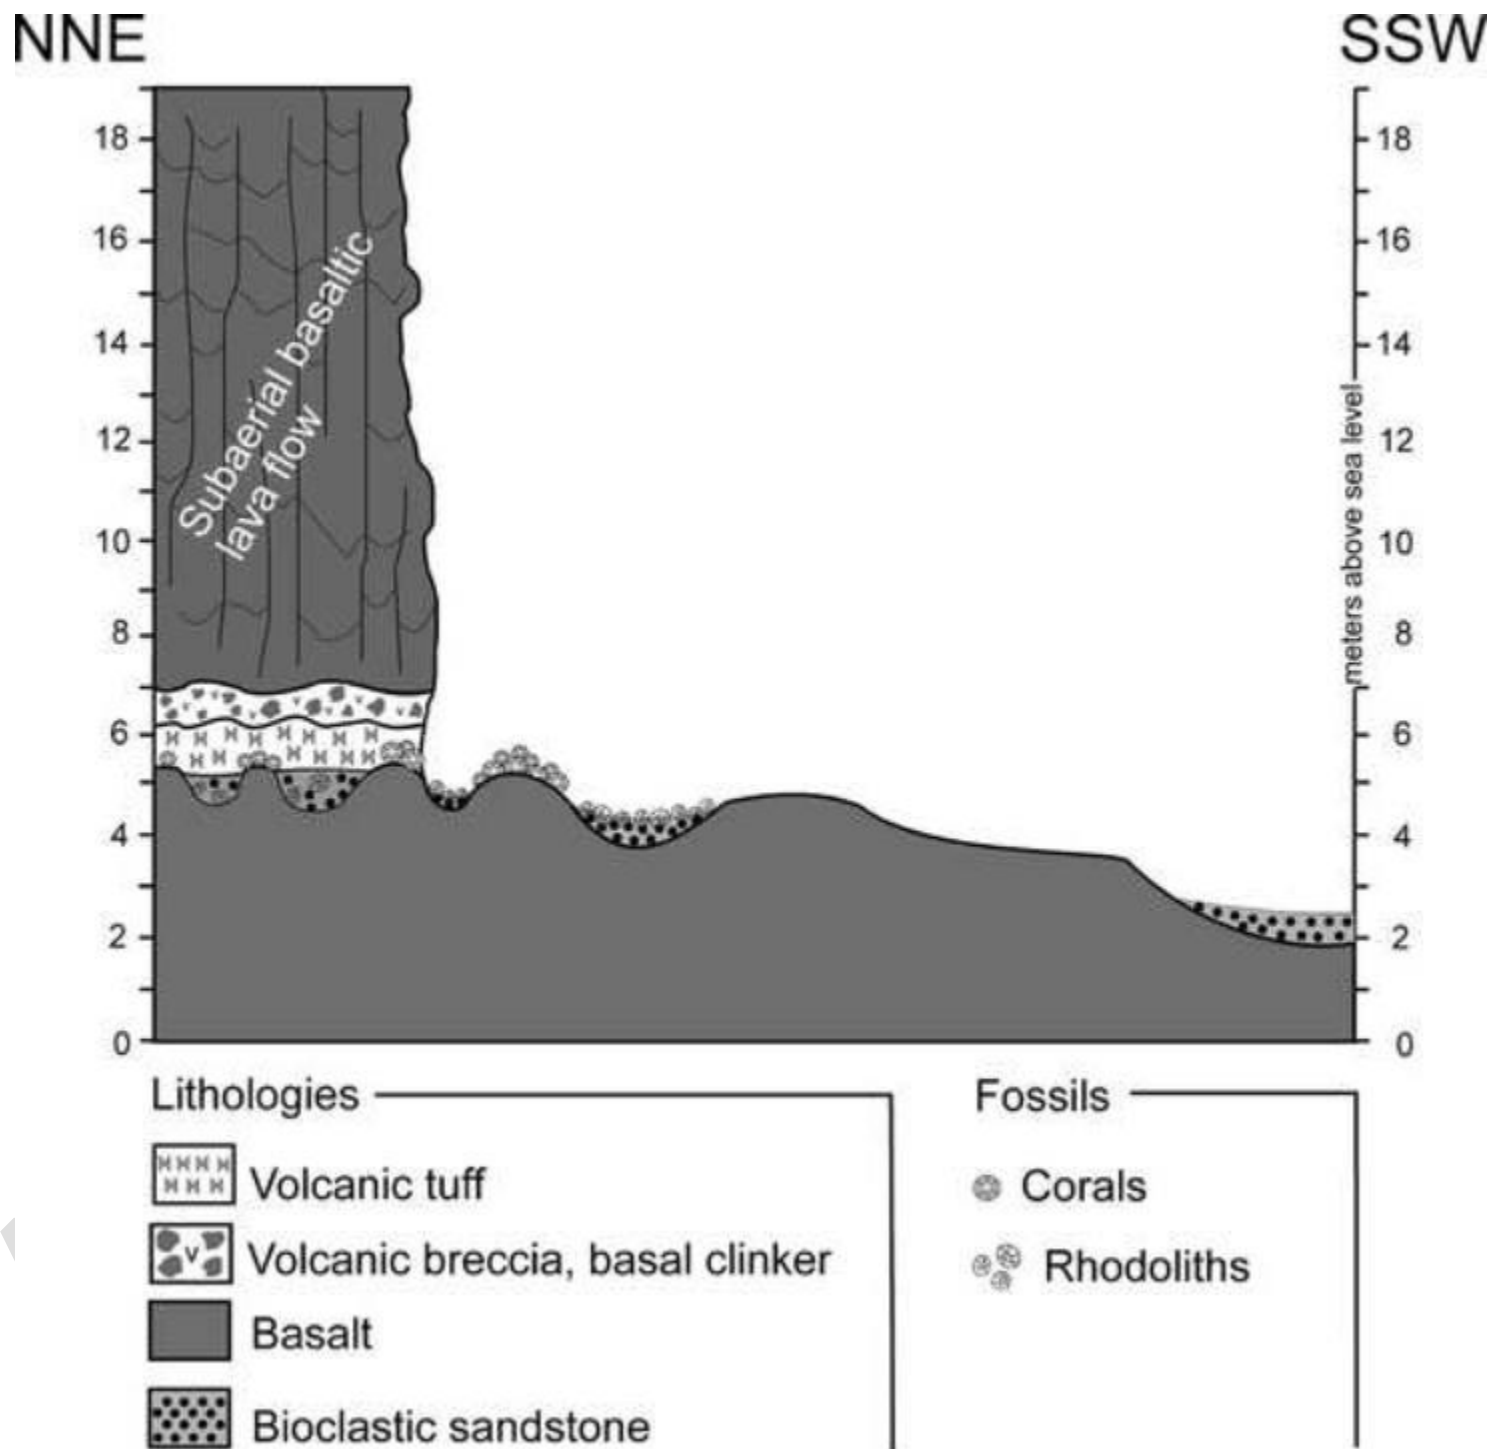 NNE
SSW
18
16
14
12
10
8
6
4
2
0
Subaerial basaltic
lava flow
18
16
14
12
10
8
6
4
2
0
meters above sea level
Lithologies
Volcanic tuff
Volcanic breccia, basal clinker
Basalt
Bioclastic sandstone
Fossils
Corals
Rhodoliths